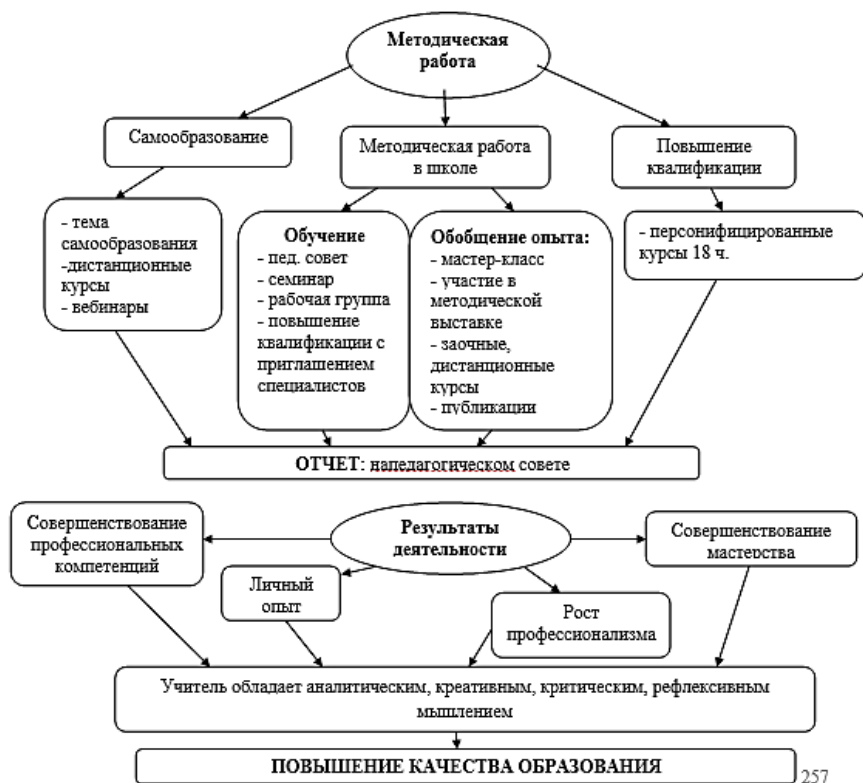 Методическая
работа
Самообразование
Методическая работа
в школе
Повышение
квалификации
- тема
самообразования
-дистанционные
курсы
- вебинары
Обучение
- пед. совет
- семинар
- рабочая группа
- повышение
квалификации с
приглашением
специалистов
Обобщение опыта:
- мастер-класс
- участие в
методической
выставке
- заочные,
дистанционные
курсы
- публикации
- персонифицированные
курсы 18 ч.
ОТЧЕТ: напедагогическом совете
Совершенствование
профессиональных
компетенций
Результаты
деятельности
Совершенствование
мастерства
Личный
опыт
Рост
профессионализма
Учитель обладает аналитическим, креативным, критическим, рефлексивным
мышлением
ПОВЫШЕНИЕ КАЧЕСТВА ОБРАЗОВАНИЯ
257